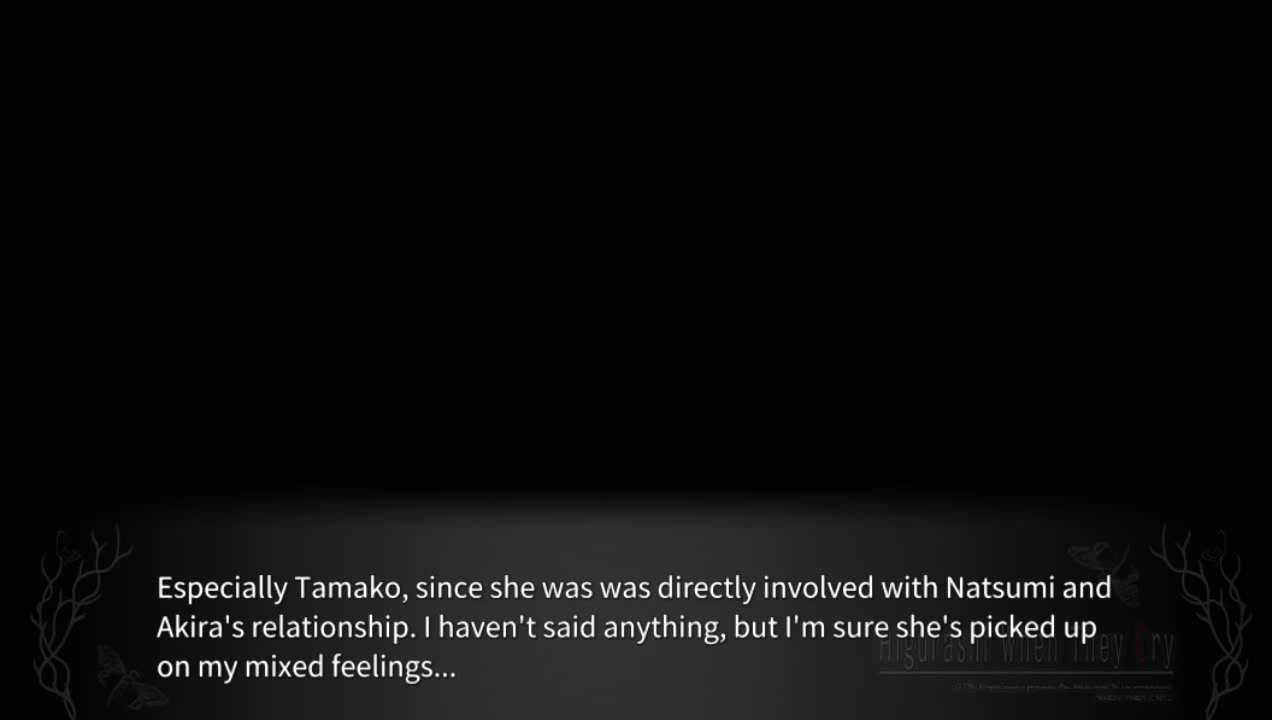 Especially Tamako, since she was was directly involved with Natsumi and
Akira's relationship. I haven't said anything, but I'm sure she's picked up
on my mixed feelings...
Higurashi When They Cry